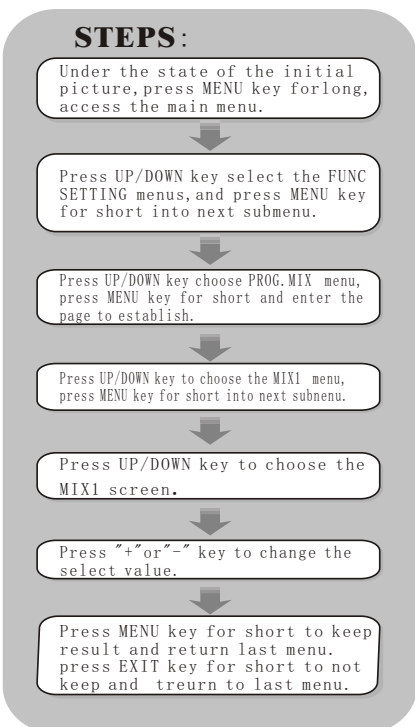 STEPS:
Under the state of the initial
picture,press MENU key forlong,
access the main menu.
Press UP/DOWN key select the FUNC
SETTING menus,and press MENU key
for short into next submenu.
Press UP/DOWN key choose PROG.MIX menu,
press MENU key for short and enter the
page to establish.
Press UP/DOWN key to choose the MIX1 menu,
press MENU key for short into next subnenu.
Press UP/DOWN key to choose the
MIX1 screen.
Press "+"or"-" key to change the
select value.
Press MENU key for short to keep
result and return last menu.
press EXIT key for short to not
keep and treurn to last menu.